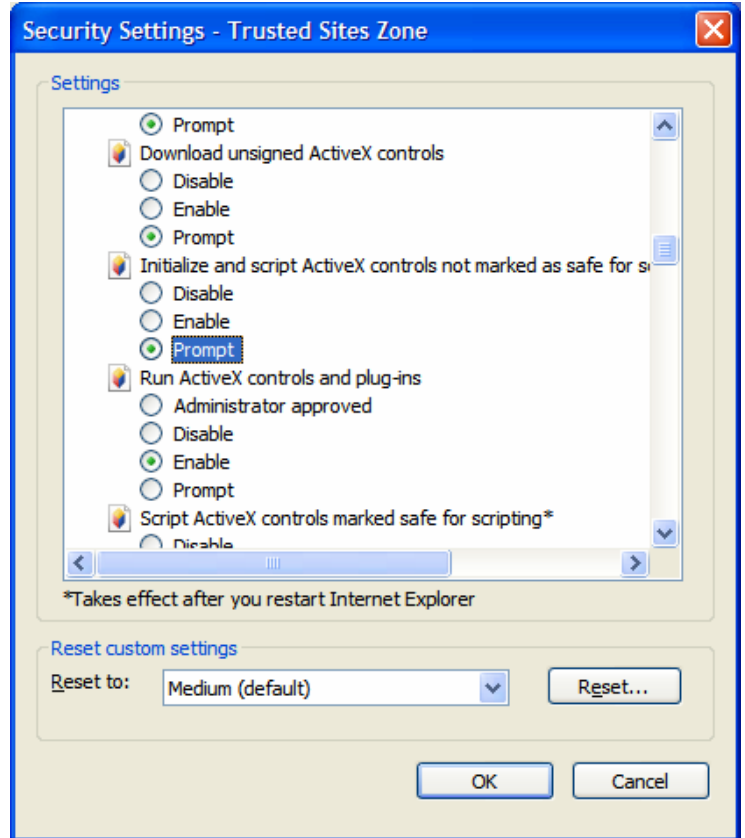 Security Settings - Trusted Sites Zone
Settings
Prompt
Download unsigned ActiveX controls
Disable
Enable
Prompt
Initialize and script ActiveX controls not marked as safe for s
Disable
Enable
Prompt
Run ActiveX controls and plug-ins
Administrator approved
Disable
Enable
Prompt
Script ActiveX controls marked safe for scripting*
Disable
*Takes effect after you restart Internet Explorer
Reset custom settings
Reset to: Medium (default) Reset...
OK Cancel